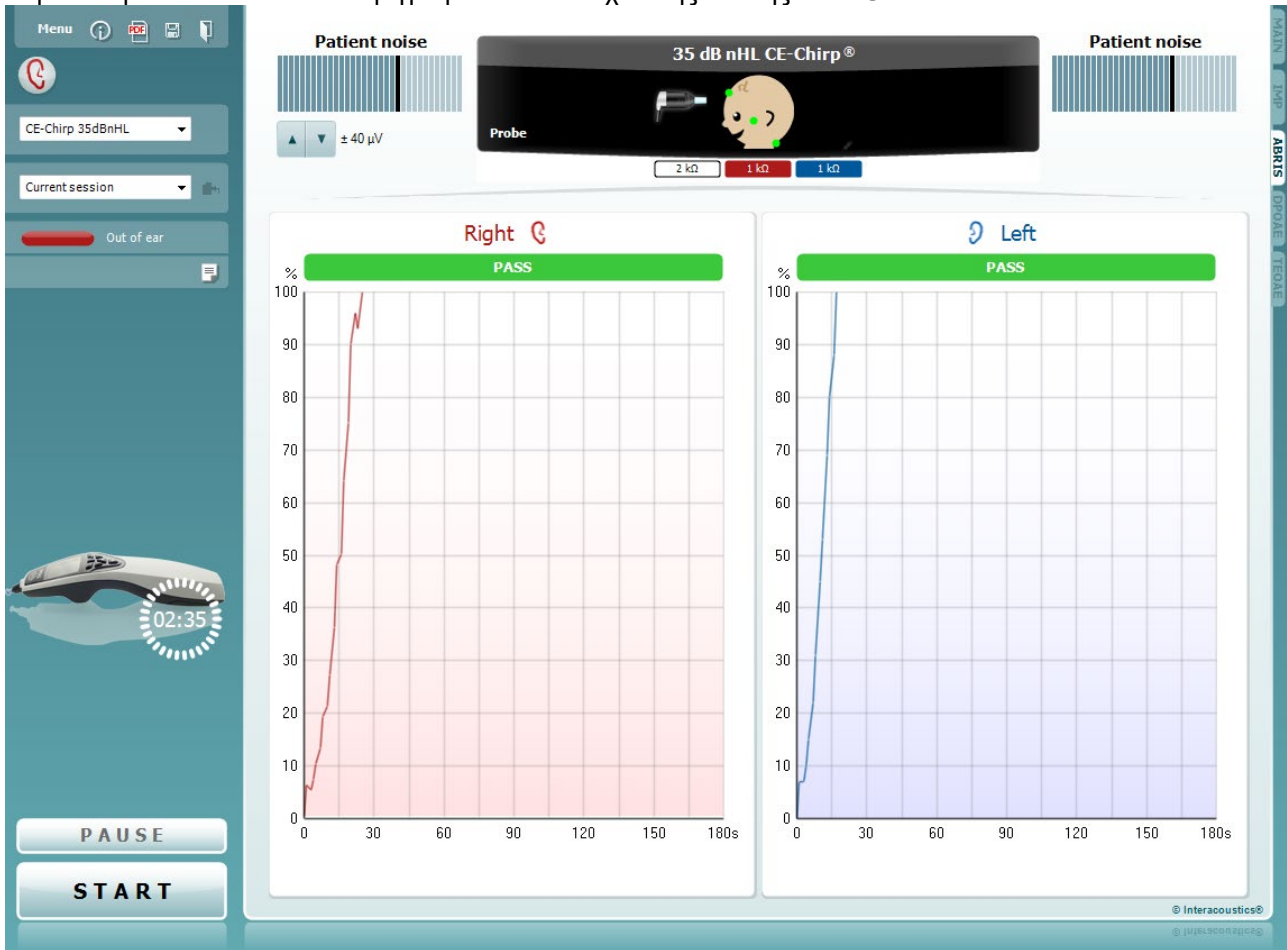 Menu
PDF
CE-Chirp 35dBnHL
Current session
Out of ear
02:35
PAUSE
START
Patient noise
± 40 µV
35 dB nHL CE-Chirp®
Probe
2 kΩ 1 kΩ 1 kΩ
Patient noise
MAIN
IMP
ABRIS
DPOAE
TEOAE
Right
PASS
%
100
90
80
70
60
50
40
30
20
10
0
0 30 60 90 120 150 180s
Left
PASS
%
100
90
80
70
60
50
40
30
20
10
0
0 30 60 90 120 150 180s
© Interacoustics®
© Interacoustics®